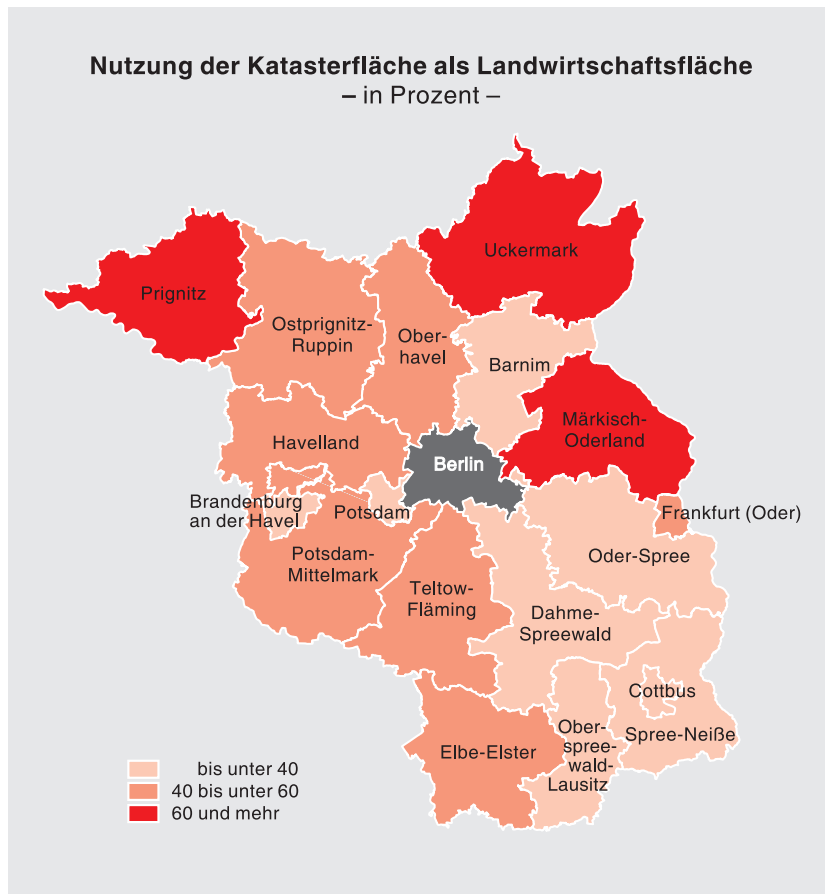 Nutzung der Katasterfläche als Landwirtschaftsfläche
– in Prozent –
Uckermark
Prignitz
Ostprignitz-
Ruppin
Ober-
havel
Barnim
Märkisch-
Oderland
Havelland
Berlin
Brandenburg
an der Havel
Potsdam
Frankfurt (Oder)
Potsdam-
Mittelmark
Oder-Spree
Teltow-
Fläming
Dahme-
Spreewald
Cottbus
Spree-Neiße
Elbe-Elster
Ober-
spree-
wald-
Lausitz
bis unter 40
40 bis unter 60
60 und mehr